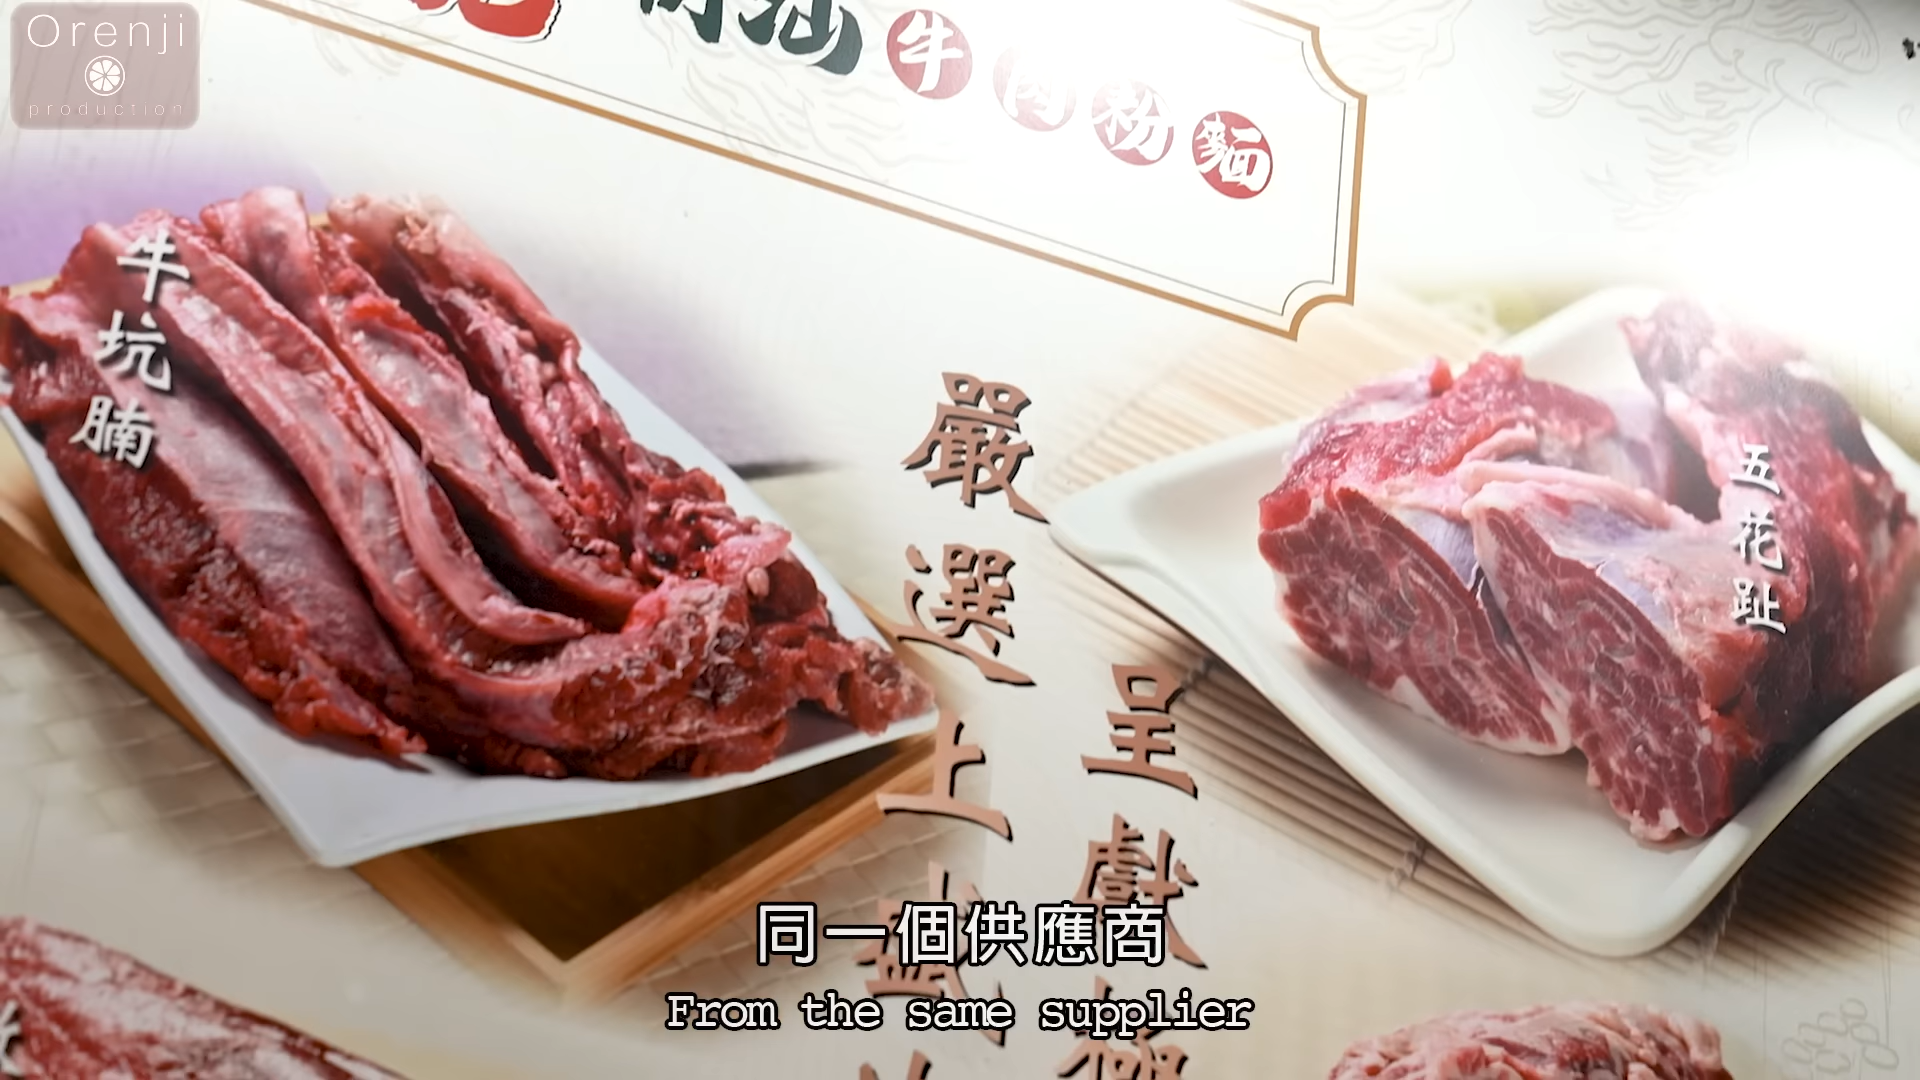 Orenji
production
牛肉粉麵
牛坑腩
嚴選上
呈獻
五花趾
同一個供應商
From the same supplier